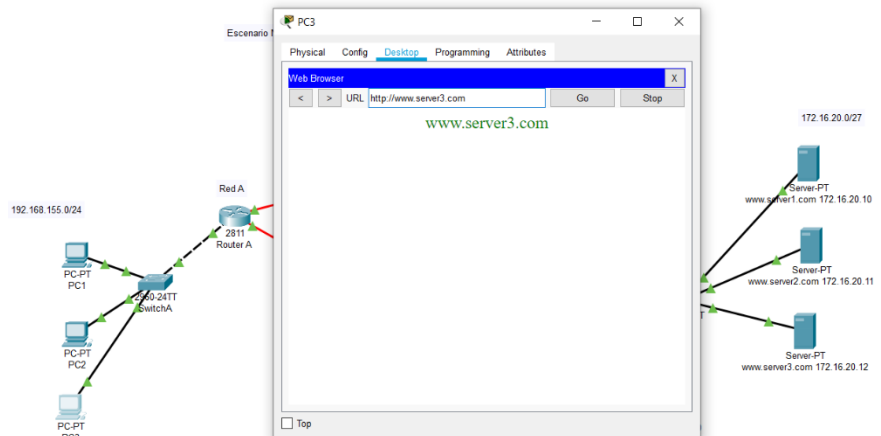 Escenario
PC3
Physical Config Desktop Programming Attributes
Web Browser X
< > URL http://www.server3.com Go Stop
www.server3.com
Top
192.168.155.0/24
Red A
2811
Router A
PC-PT
PC1
2950-24TT
SwitchA
PC-PT
PC2
PC-PT
172.16.20.0/27
Server-PT
www.server1.com 172.16.20.10
Server-PT
www.server2.com 172.16.20.11
Server-PT
www.server3.com 172.16.20.12